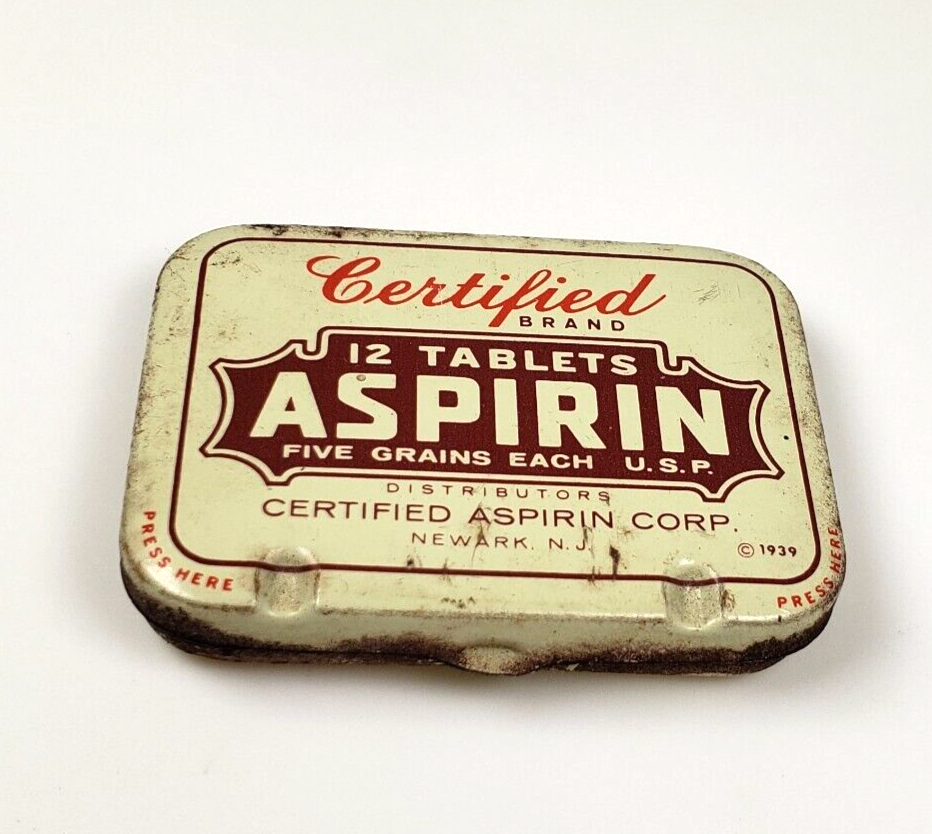 Certified
BRAND
12 TABLETS
ASPIRIN
FIVE GRAINS EACH U.S.P.
DISTRIBUTORS
CERTIFIED ASPIRIN CORP.
NEWARK, N.J.
© 1939
PRESS HERE
PRESS HERE